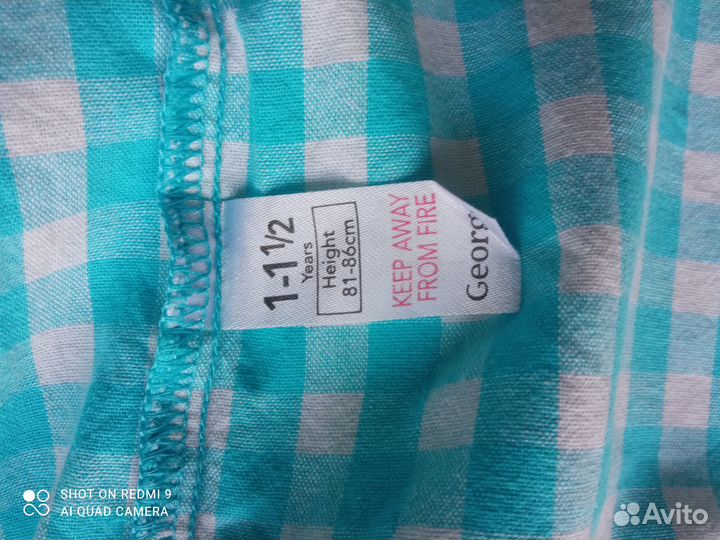 1-1½
Years
Height
81-86cm
KEEP AWAY
FROM FIRE
Georg
SHOT ON REDMI 9
AI QUAD CAMERA
Avito